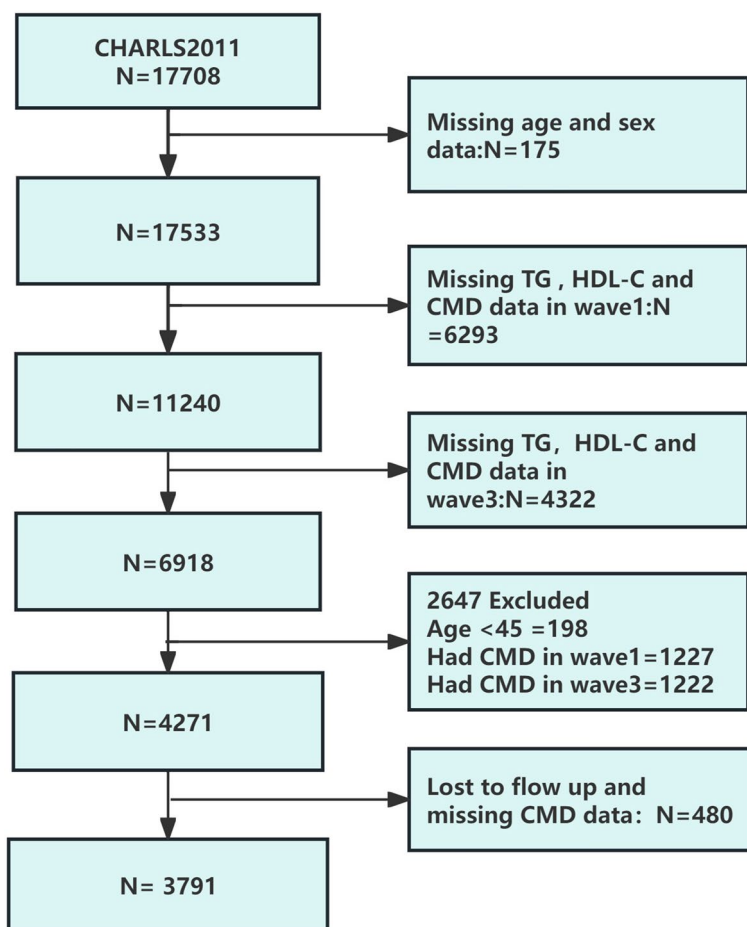 CHARLS2011
N=17708
Missing age and sex
data:N=175
N=17533
Missing TG , HDL-C and
CMD data in wave1:N
=6293
N=11240
Missing TG，HDL-C and
CMD data in
wave3:N=4322
N=6918
2647 Excluded
Age <45 =198
Had CMD in wave1=1227
Had CMD in wave3=1222
N=4271
Lost to flow up and
missing CMD data：N=480
N= 3791